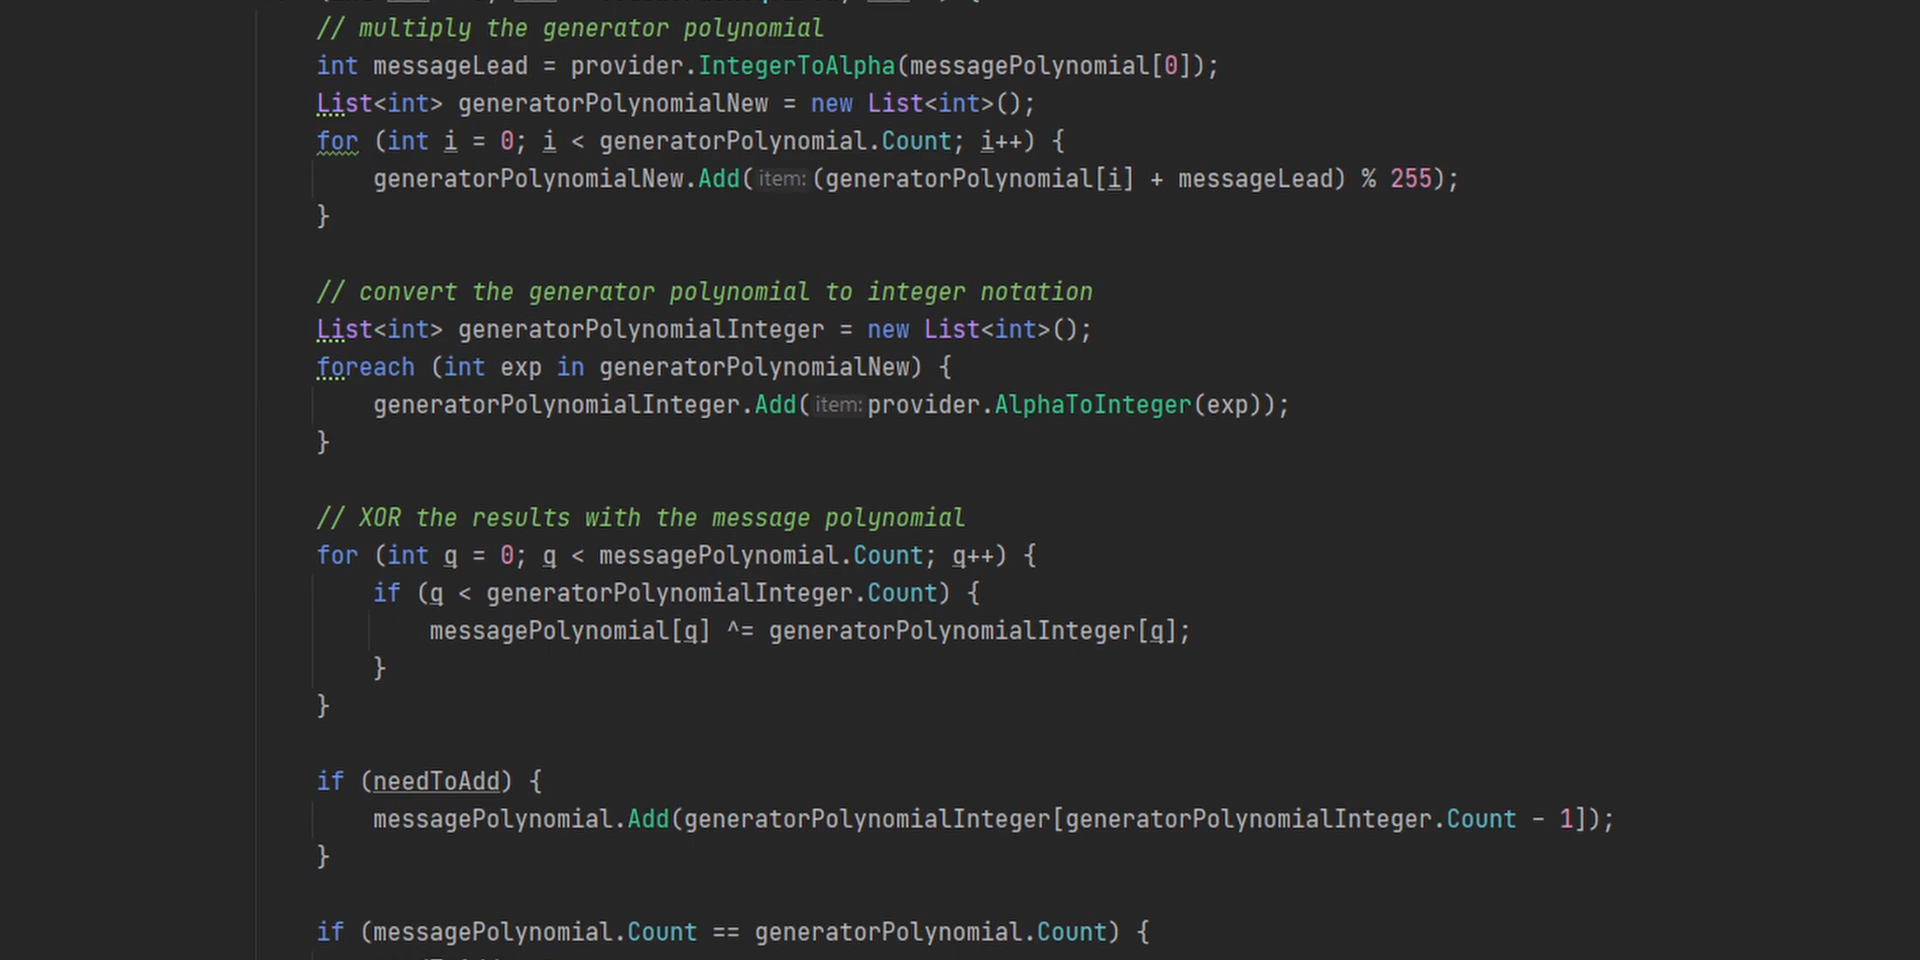 // multiply the generator polynomial
int messageLead = provider.IntegerToAlpha(messagePolynomial[0]);
List<int> generatorPolynomialNew = new List<int>();
for (int i = 0; i < generatorPolynomial.Count; i++) {
generatorPolynomialNew.Add(item:(generatorPolynomial[i] + messageLead) % 255);
}
// convert the generator polynomial to integer notation
List<int> generatorPolynomialInteger = new List<int>();
foreach (int exp in generatorPolynomialNew) {
generatorPolynomialInteger.Add(item:provider.AlphaToInteger(exp));
}
// XOR the results with the message polynomial
for (int q = 0; q < messagePolynomial.Count; q++) {
if (q < generatorPolynomialInteger.Count) {
messagePolynomial[q] ^= generatorPolynomialInteger[q];
}
}
if (needToAdd) {
messagePolynomial.Add(generatorPolynomialInteger[generatorPolynomialInteger.Count - 1]);
}
if (messagePolynomial.Count == generatorPolynomial.Count) {